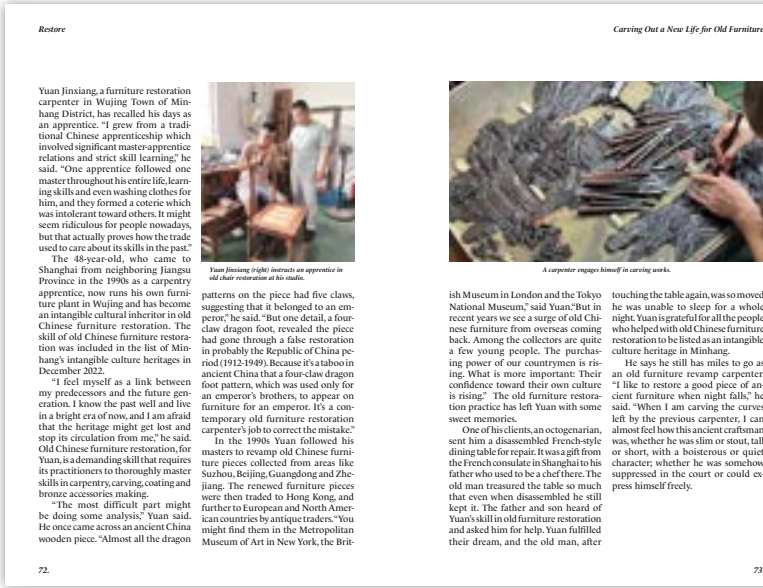 Restore
Yuan Jinxiang, a furniture restoration
carpenter in Wujing Town of Min-
hang District, has recalled his days as
an apprentice. “I grew from a tradi-
tional Chinese apprenticeship which
involved significant master-apprentice
relations and strict skill learning,” he
said. “One apprentice followed one
master throughout his entire life, learn-
ing skills and even washing clothes for
him, and they formed a coterie which
was intolerant toward others. It might
seem ridiculous for people nowadays,
but that actually proves how the trade
used to care about its skills in the past.”
The 48-year-old, who came to
Shanghai from neighboring Jiangsu
Province in the 1990s as a carpentry
apprentice, now runs his own furni-
ture plant in Wujing and has become
an intangible cultural inheritor in old
Chinese furniture restoration. The
skill of old Chinese furniture restora-
tion was included in the list of Min-
hang’s intangible culture heritages in
December 2022.
“I feel myself as a link between
my predecessors and the future gen-
eration. I know the past well and live
in a bright era of now, and I am afraid
that the heritage might get lost and
stop its circulation from me,” he said.
Old Chinese furniture restoration, for
Yuan, is a demanding skill that requires
its practitioners to thoroughly master
skills in carpentry, carving, coating and
bronze accessories making.
“The most difficult part might
be doing some analysis,” Yuan said.
He once came across an ancient China
wooden piece. “Almost all the dragon
Yuan Jinxiang (right) instructs an apprentice in
old chair restoration at his studio.
patterns on the piece had five claws,
suggesting that it belonged to an em-
peror,” he said. “But one detail, a four-
claw dragon foot, revealed the piece
had gone through a false restoration
in probably the Republic of China pe-
riod (1912-1949). Because it’s a taboo in
ancient China that a four-claw dragon
foot pattern, which was used only for
an emperor’s brothers, to appear on
furniture for an emperor. It’s a con-
temporary old furniture restoration
carpenter’s job to correct the mistake.”
In the 1990s Yuan followed his
masters to revamp old Chinese furni-
ture pieces collected from areas like
Suzhou, Beijing, Guangdong and Zhe-
jiang. The renewed furniture pieces
were then traded to Hong Kong, and
further to European and North Amer-
ican countries by antique traders. “You
might find them in the Metropolitan
Museum of Art in New York, the Brit-
72.
Carving Out a New Life for Old Furniture
A carpenter engages himself in carving works.
ish Museum in London and the Tokyo
National Museum,” said Yuan.“But in
recent years we see a surge of old Chi-
nese furniture from overseas coming
back. Among the collectors are quite
a few young people. The purchas-
ing power of our countrymen is ris-
ing. What is more important: Their
confidence toward their own culture
is rising.” The old furniture restora-
tion practice has left Yuan with some
sweet memories.
One of his clients, an octogenarian,
sent him a disassembled French-style
dining table for repair. It was a gift from
the French consulate in Shanghai to his
father who used to be a chef there. The
old man treasured the table so much
that even when disassembled he still
kept it. The father and son heard of
Yuan’s skill in old furniture restoration
and asked him for help. Yuan fulfilled
their dream, and the old man, after
touching the table again, was so moved
he was unable to sleep for a whole
night. Yuan is grateful for all the people
who helped with old Chinese furniture
restoration to be listed as an intangible
culture heritage in Minhang.
He says he still has miles to go as
an old furniture revamp carpenter.
“I like to restore a good piece of an-
cient furniture when night falls,” he
said. “When I am carving the curves
left by the previous carpenter, I can
almost feel how this ancient craftsman
was, whether he was slim or stout, tall
or short, with a boisterous or quiet
character; whether he was somehow
suppressed in the court or could ex-
press himself freely.
73.